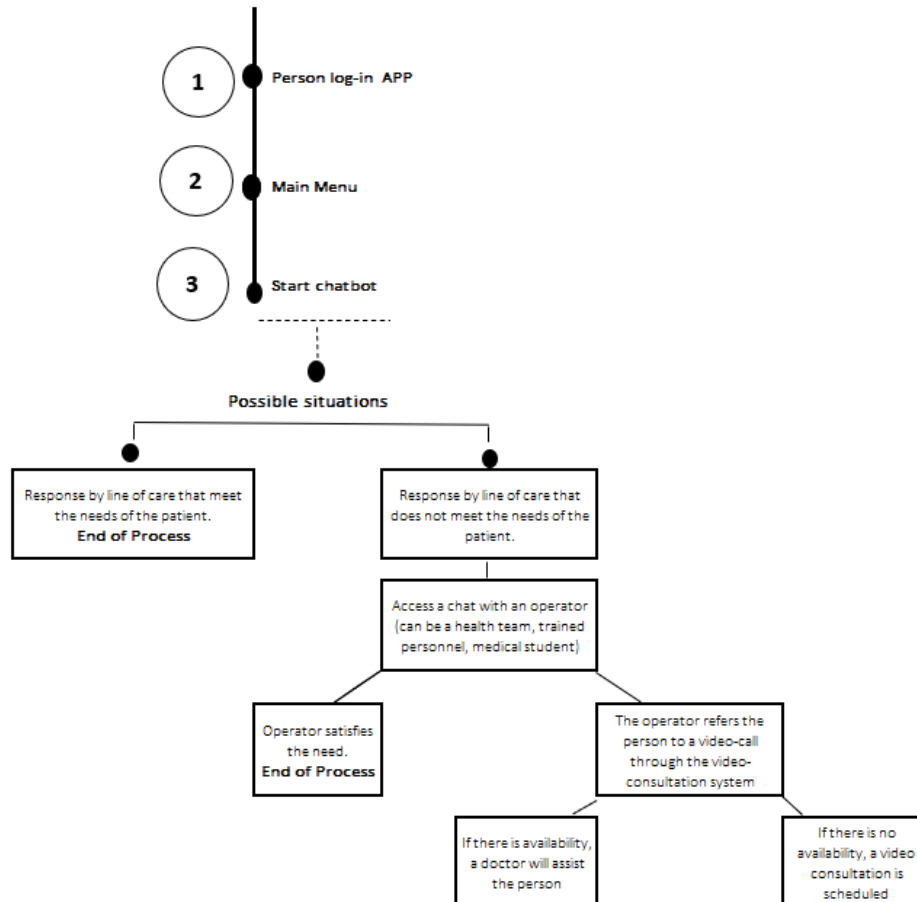 1
Person log-in APP
2
Main Menu
3
Start chatbot
Possible situations
Response by line of care that meet
the needs of the patient.
End of Process
Response by line of care that
does not meet the needs of the
patient.
Access a chat with an operator
(can be a health team, trained
personnel, medical student)
Operator satisfies
the need.
End of Process
The operator refers the
person to a video-call
through the video-
consultation system
If there is availability,
a doctor will assist
the person
If there is no
availability, a video
consultation is
scheduled